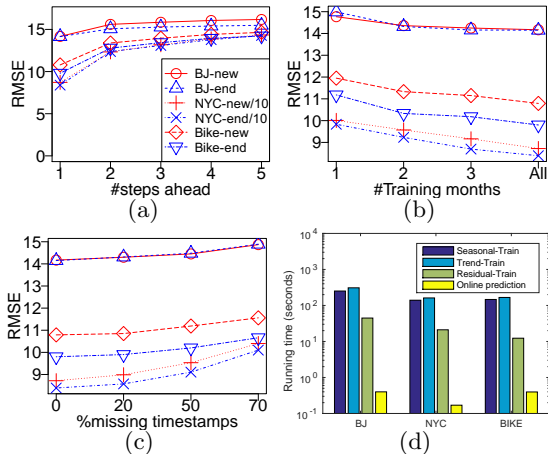 (a)
RMSE
15
10
5
0
BJ-new
BJ-end
NYC-new/10
NYC-end/10
Bike-new
Bike-end
1 2 3 4 5
#steps ahead
(b)
RMSE
15
14
13
12
11
10
9
1 2 3 All
#Training months
(c)
RMSE
15
14
13
12
11
10
9
0 20 50 70
%missing timestamps
(d)
Running time (seconds)
10^4
10^3
10^2
10^1
10^0
10^-1
Seasonal-Train
Trend-Train
Residual-Train
Online prediction
BJ NYC BIKE